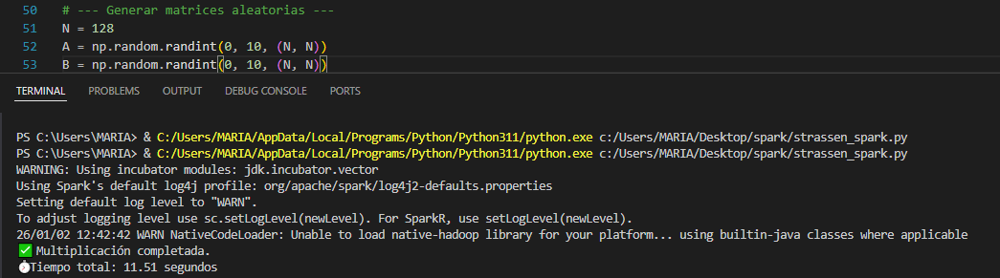 50 # --- Generar matrices aleatorias ---
51 N = 128
52 A = np.random.randint(0, 10, (N, N))
53 B = np.random.randint(0, 10, (N, N))
TERMINAL PROBLEMS OUTPUT DEBUG CONSOLE PORTS
PS C:\Users\MARIA> & C:/Users/MARIA/AppData/Local/Programs/Python/Python311/python.exe c:/Users/MARIA/Desktop/spark/strassen_spark.py
PS C:\Users\MARIA> & C:/Users/MARIA/AppData/Local/Programs/Python/Python311/python.exe c:/Users/MARIA/Desktop/spark/strassen_spark.py
WARNING: Using incubator modules: jdk.incubator.vector
Using Spark's default log4j profile: org/apache/spark/log4j2-defaults.properties
Setting default log level to "WARN".
To adjust logging level use sc.setLogLevel(newLevel). For SparkR, use setLogLevel(newLevel).
26/01/02 12:42:42 WARN NativeCodeLoader: Unable to load native-hadoop library for your platform... using builtin-java classes where applicable
✅ Multiplicación completada.
⏱Tiempo total: 11.51 segundos